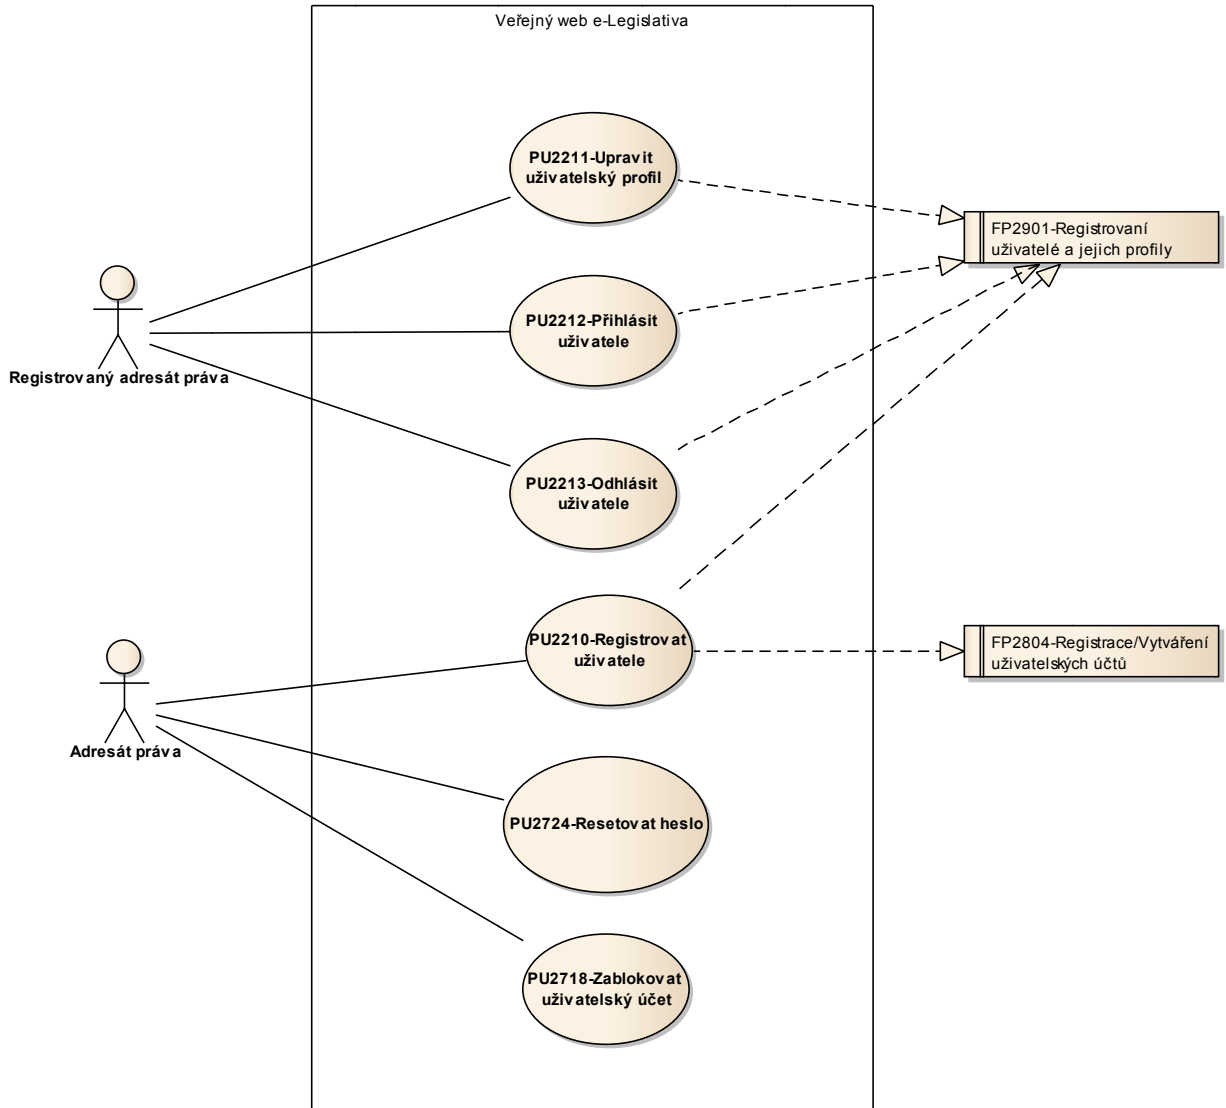 Veřejný web e-Legislativa
PU2211-Upravit
uživatelský profil
FP2901-Registrovaní
uživatelé a jejich profily
PU2212-Přihlásit
uživatele
Registrovaný adresát práva
PU2213-Odhlásit
uživatele
PU2210-Registrovat
uživatele
FP2804-Registrace/Vytváření
uživatelských účtů
Adresát práva
PU2724-Resetovat heslo
PU2718-Zablokovat
uživatelský účet